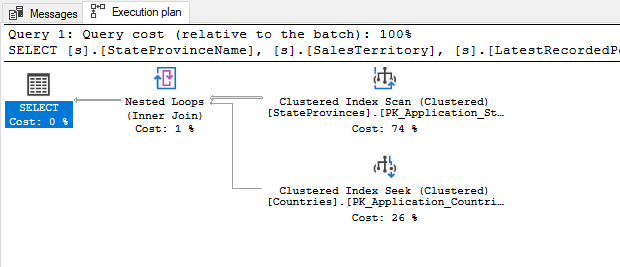 Messages
Execution plan
Query 1: Query cost (relative to the batch): 100%
SELECT [s].[StateProvinceName], [s].[SalesTerritory], [s].[LatestRecordedPo
SELECT
Cost: 0 %
Nested Loops
(Inner Join)
Cost: 1 %
Clustered Index Scan (Clustered)
[StateProvinces].[PK_Application_St…
Cost: 74 %
Clustered Index Seek (Clustered)
[Countries].[PK_Application_Countri…
Cost: 26 %